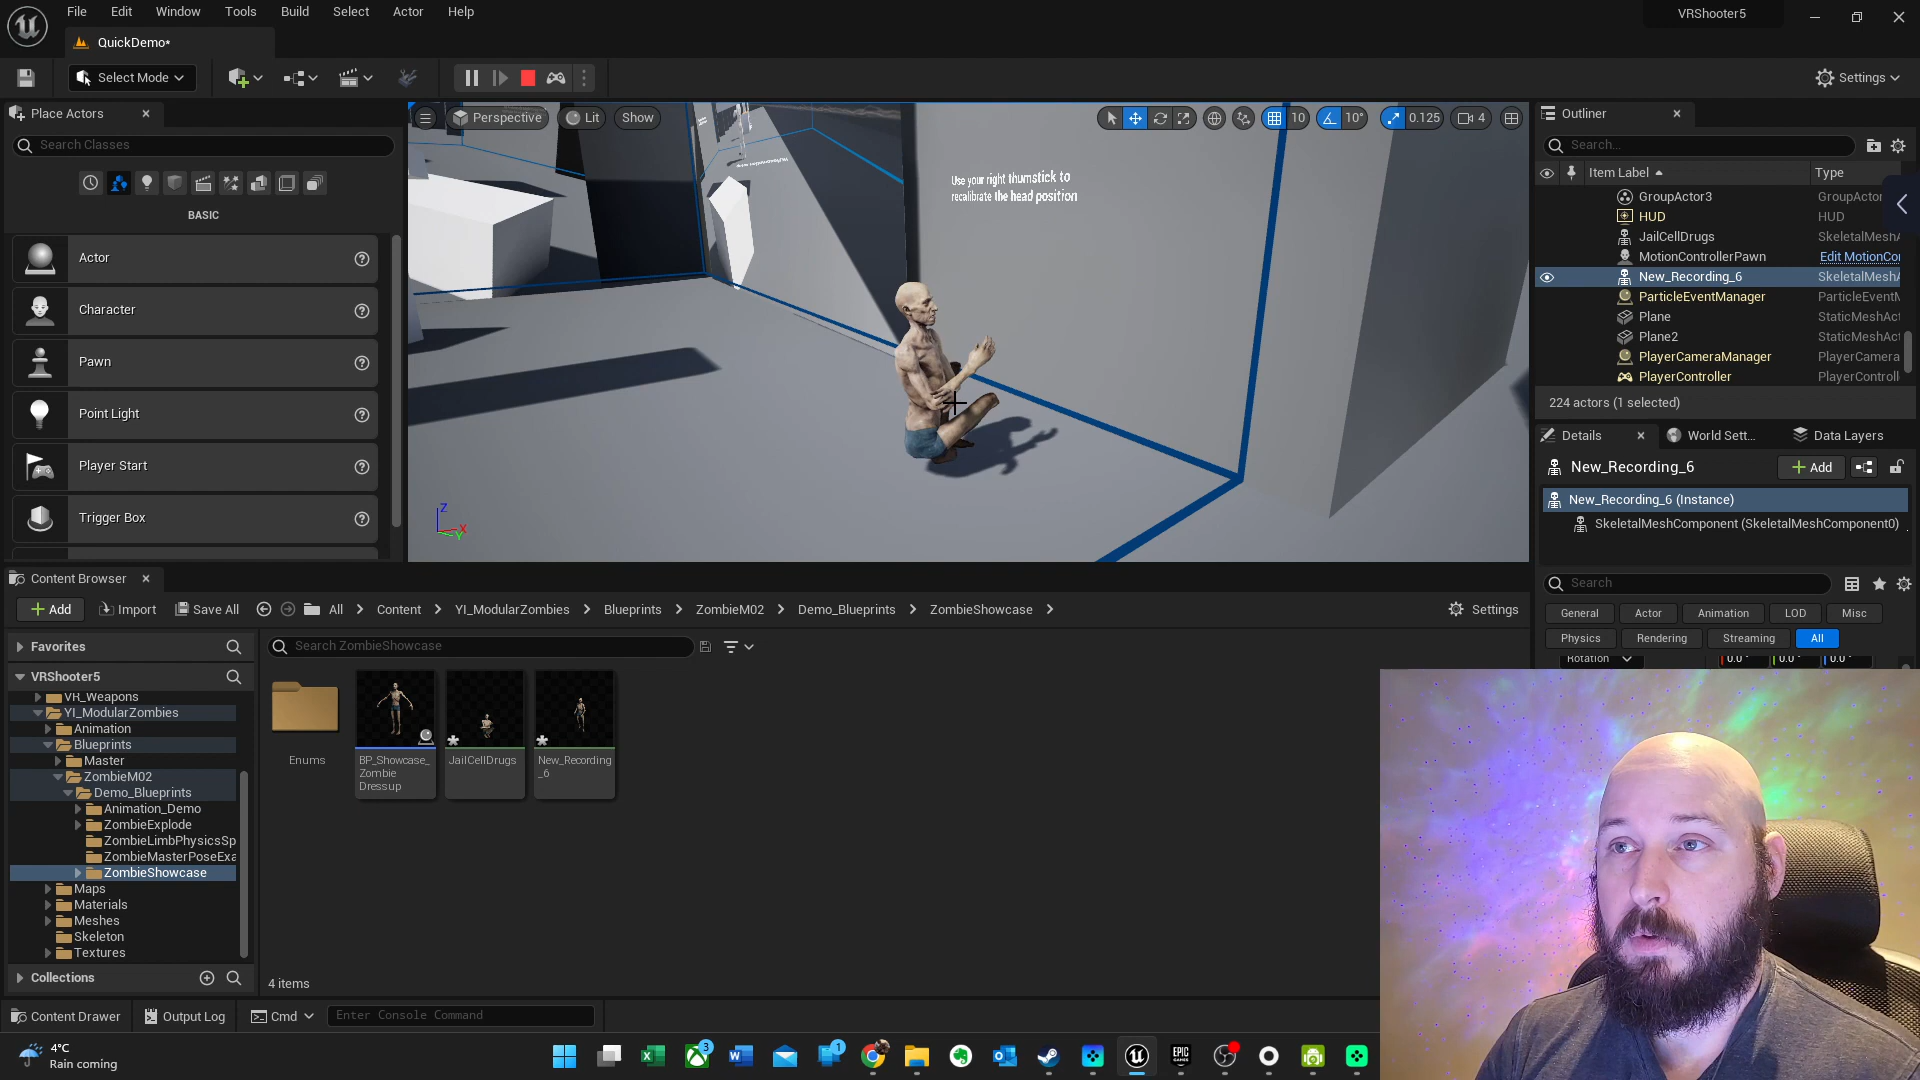 File Edit Window Tools Build Select Actor Help
VRShooter5
QuickDemo*
Select Mode
Settings
Place Actors
Search Classes
BASIC
Actor
Character
Pawn
Point Light
Player Start
Trigger Box
Perspective Lit Show
10 10° 0.125 4
Use your right thumstick to
recalibrate the head position
Z
X
Y
Outliner
Search...
Item Label Type
GroupActor3 GroupActor
HUD HUD
JailCellDrugs SkeletalMeshA
MotionControllerPawn Edit MotionCo
New_Recording_6 SkeletalMeshA
ParticleEventManager ParticleEventM
Plane StaticMeshAct
Plane2 StaticMeshAct
PlayerCameraManager PlayerCamera
PlayerController PlayerControll
224 actors (1 selected)
Details World Sett... Data Layers
New_Recording_6 Add
New_Recording_6 (Instance)
SkeletalMeshComponent (SkeletalMeshComponent0)
Search
General Actor Animation LOD Misc
Physics Rendering Streaming All
Rotation 0.0° 0.0° 0.0°
Content Browser
Add Import Save All All Content YI_ModularZombies Blueprints ZombieM02 Demo_Blueprints ZombieShowcase Settings
Favorites
Search ZombieShowcase
VRShooter5
VR_Weapons
YI_ModularZombies
Animation
Blueprints
Master
ZombieM02
Demo_Blueprints
Animation_Demo
ZombieExplode
ZombieLimbPhysicsSp
ZombieMasterPoseExa
ZombieShowcase
Maps
Materials
Meshes
Skeleton
Textures
Collections
Enums
BP_Showcase_
Zombie
Dressup
JailCellDrugs
New_Recording
_6
4 items
Content Drawer Output Log Cmd Enter Console Command
4°C
Rain coming
3
1
EPIC
GAMES